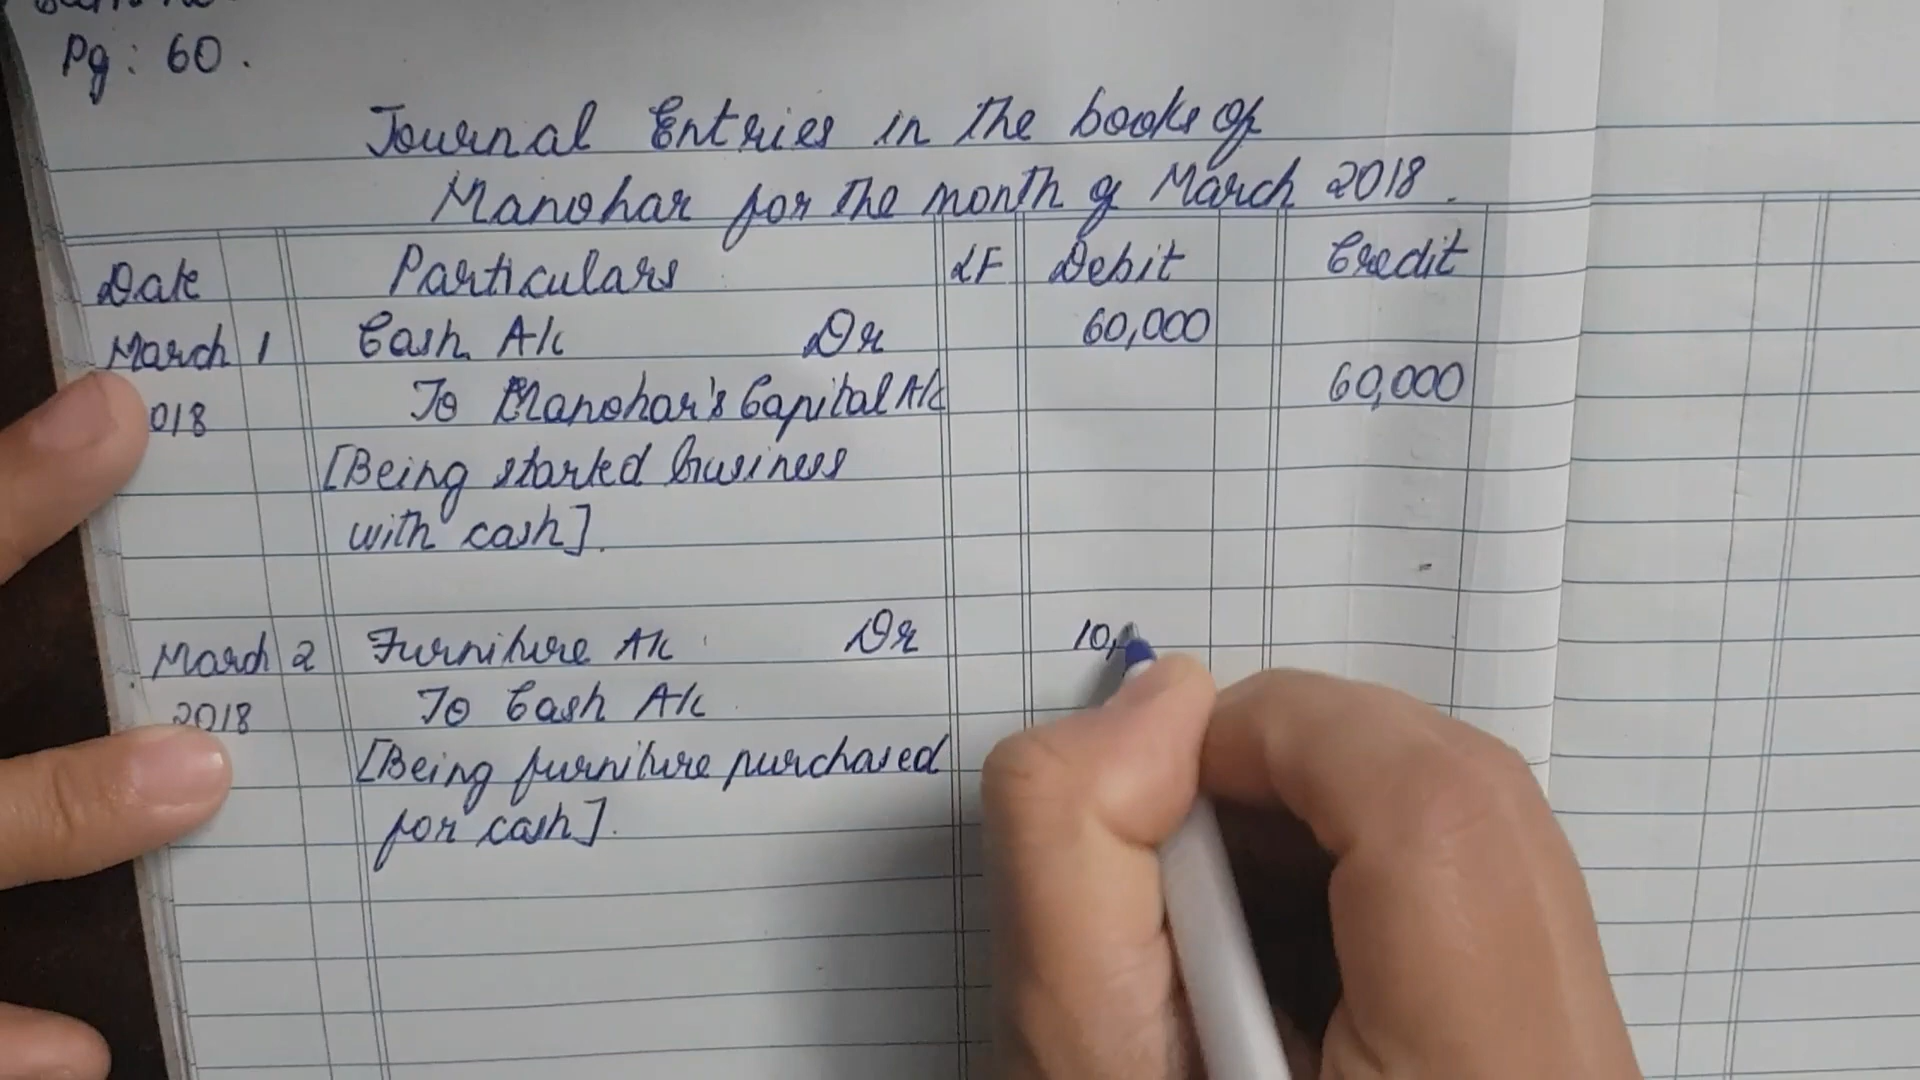 Pg: 60.
Journal Entries in the books of
Manohar for the month of March 2018.
Date Particulars LF Debit Credit
March 1 Cash A/c Dr 60,000
018 To Manohar's Capital A/c 60,000
[Being started business
with cash].
March 2 Furniture A/c Dr 10,
2018 To Cash A/c
[Being furniture purchased
for cash].